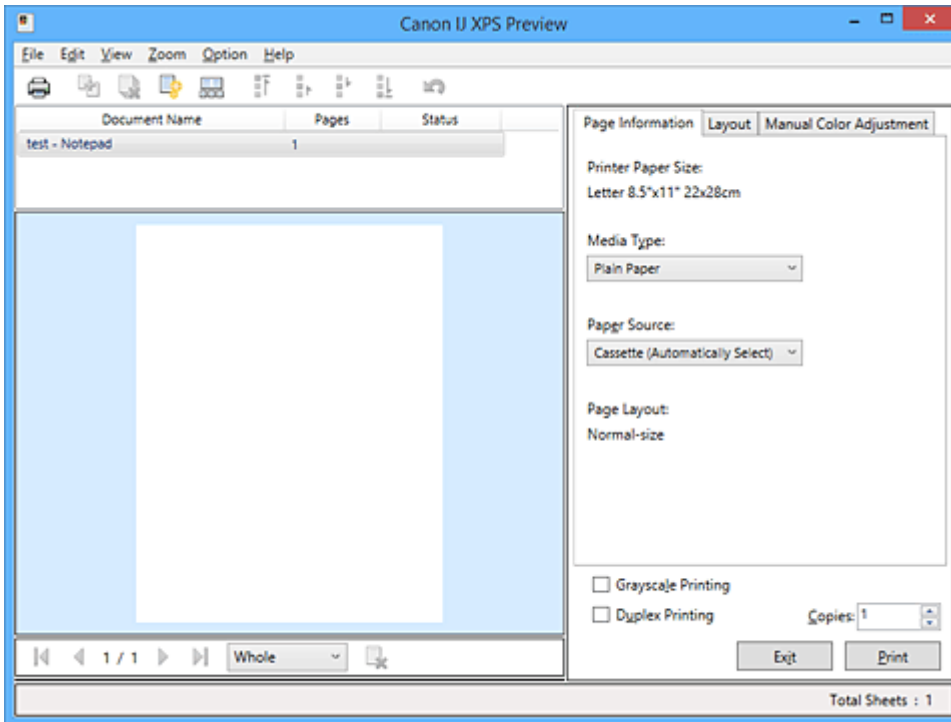 Canon IJ XPS Preview
File Edit View Zoom Option Help
Document Name Pages Status
test - Notepad 1
Page Information Layout Manual Color Adjustment
Printer Paper Size:
Letter 8.5"x11" 22x28cm
Media Type:
Plain Paper
Paper Source:
Cassette (Automatically Select)
Page Layout:
Normal-size
Grayscale Printing
Duplex Printing Copies: 1
1 / 1 Whole
Exit Print
Total Sheets : 1